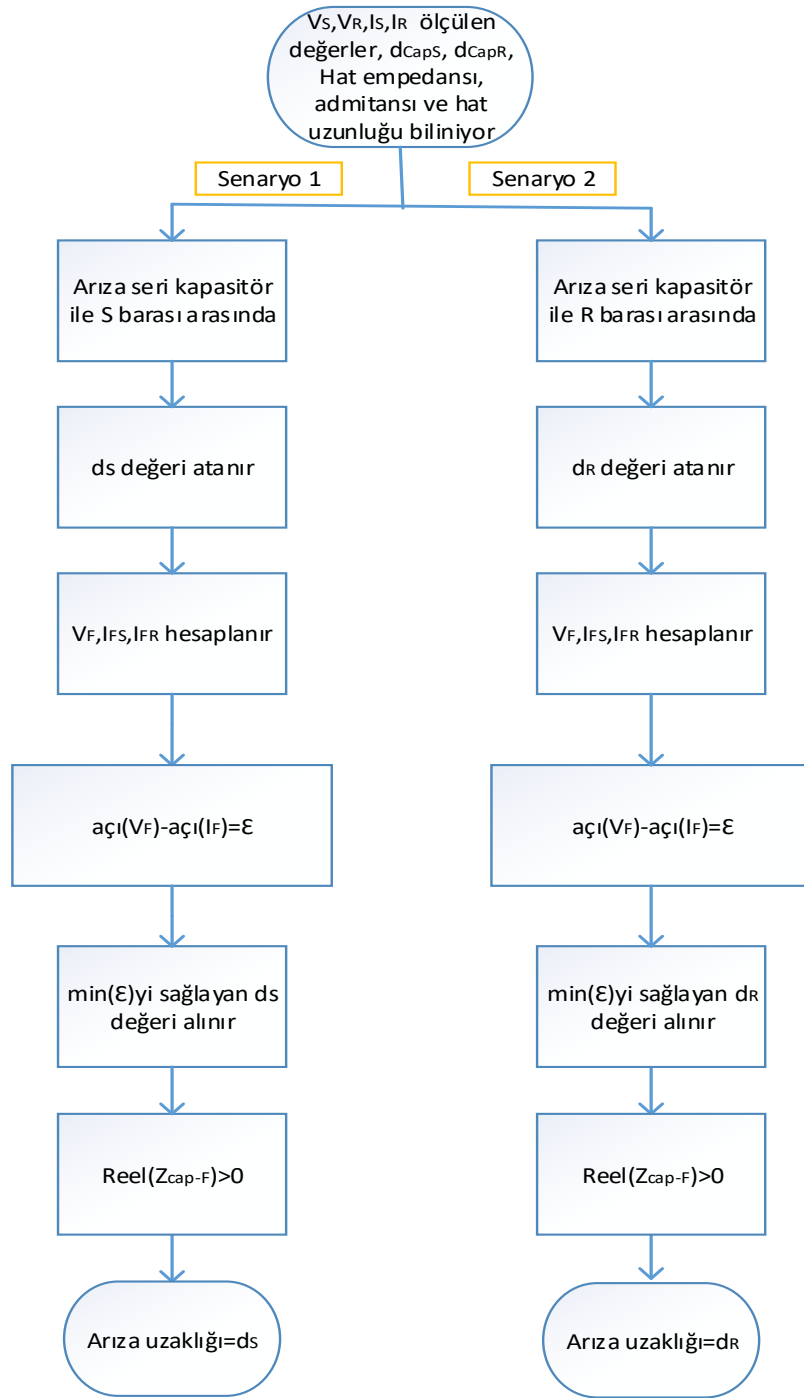 VS,VR,IS,IR ölçülen
değerler, dCapS, dCapR,
Hat empedansı,
admitansı ve hat
uzunluğu biliniyor
Senaryo 1
Senaryo 2
Arıza seri kapasitör
ile S barası arasında
Arıza seri kapasitör
ile R barası arasında
ds değeri atanır
dR değeri atanır
VF,IFS,IFR hesaplanır
VF,IFS,IFR hesaplanır
açı(VF)-açı(IF)=Ɛ
açı(VF)-açı(IF)=Ɛ
min(Ɛ)yi sağlayan ds
değeri alınır
min(Ɛ)yi sağlayan dR
değeri alınır
Reel(Zcap-F)>0
Reel(Zcap-F)>0
Arıza uzaklığı=ds
Arıza uzaklığı=dR